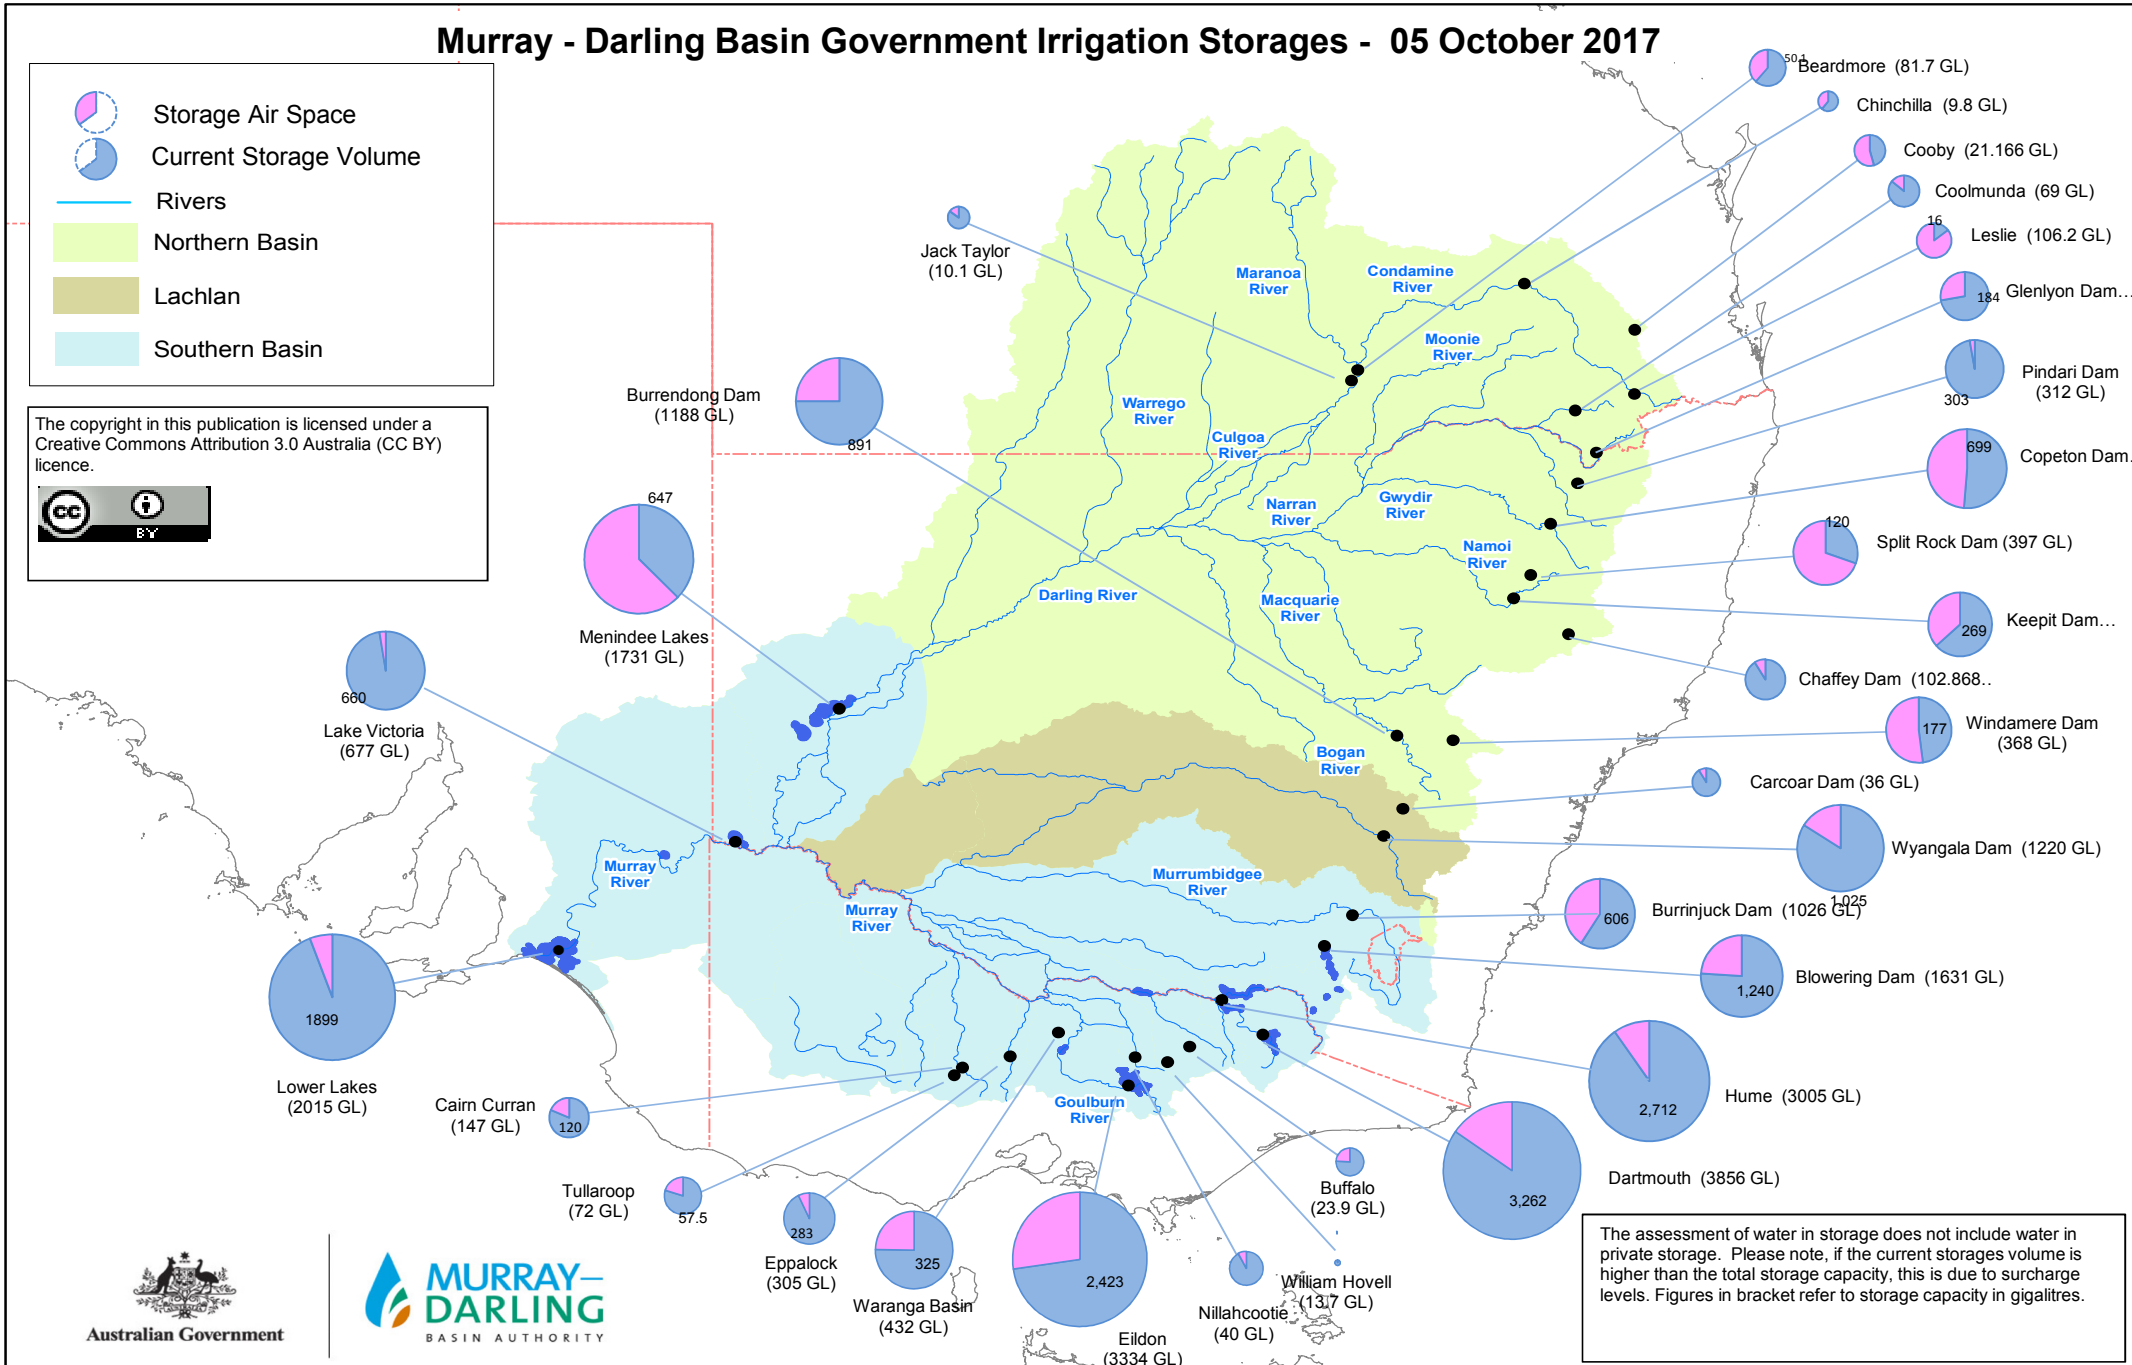 Murray - Darling Basin Government Irrigation Storages -  05 October 2017
Storage Air Space
Current Storage Volume
Rivers
Northern Basin
Lachlan
Southern Basin
The copyright in this publication is licensed under a
Creative Commons Attribution 3.0 Australia (CC BY)
licence.
cc
BY
50.1
Beardmore  (81.7 GL)
Chinchilla  (9.8 GL)
Cooby  (21.166 GL)
Coolmunda  (69 GL)
16
Leslie  (106.2 GL)
184
Glenlyon Dam...
Pindari Dam
(312 GL)
303
699
Copeton Dam.
120
Split Rock Dam (397 GL)
269
Keepit Dam...
Chaffey Dam  (102.868..
177
Windamere Dam
(368 GL)
Carcoar Dam (36 GL)
Wyangala Dam  (1220 GL)
1,025
606
Burrinjuck Dam  (1026 GL)
1,240
Blowering Dam  (1631 GL)
2,712
Hume  (3005 GL)
3,262
Dartmouth  (3856 GL)
Jack Taylor
(10.1 GL)
Burrendong Dam
(1188 GL)
891
647
Menindee Lakes
(1731 GL)
660
Lake Victoria
(677 GL)
1899
Lower Lakes
(2015 GL)
Cairn Curran
(147 GL)
120
Tullaroop
(72 GL)
57.5
283
Eppalock
(305 GL)
325
Waranga Basin
(432 GL)
2,423
Eildon
(3334 GL)
Nillahcootie
(40 GL)
William Hovell
(13.7 GL)
Buffalo
(23.9 GL)
Maranoa
River
Condamine
River
Moonie
River
Warrego
River
Culgoa
River
Narran
River
Gwydir
River
Namoi
River
Darling River
Macquarie
River
Bogan
River
Murray
River
Murray
River
Murrumbidgee
River
Goulburn
River
Australian Government
MURRAY–
DARLING
BASIN AUTHORITY
The assessment of water in storage does not include water in
private storage.  Please note, if the current storages volume is
higher than the total storage capacity, this is due to surcharge
levels. Figures in bracket refer to storage capacity in gigalitres.